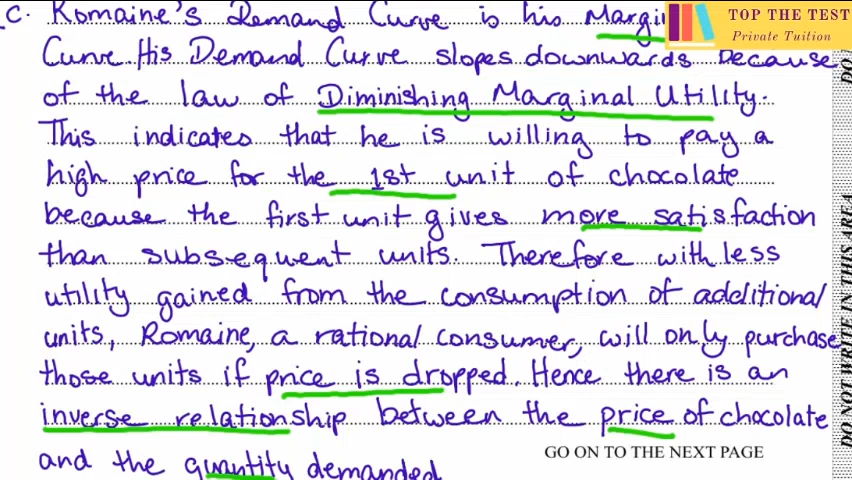 c. Romaine's Demand Curve is his
TOP THE TEST
Private Tuition
Curve. His Demand Curve slopes downwards because
of the law of Diminishing Marginal Utility.
This indicates that he is willing to pay a
high price for the 1st unit of chocolate
because the first unit gives more satisfaction
than subsequent units. Therefore with less
utility gained from the consumption of additional
units, Romaine, a rational consumer, will only purchase
those units if price is dropped. Hence there is an
inverse relationship between the price of chocolate
and the quantity demanded
GO ON TO THE NEXT PAGE
DO NOT WRITE IN THIS AREA
DO